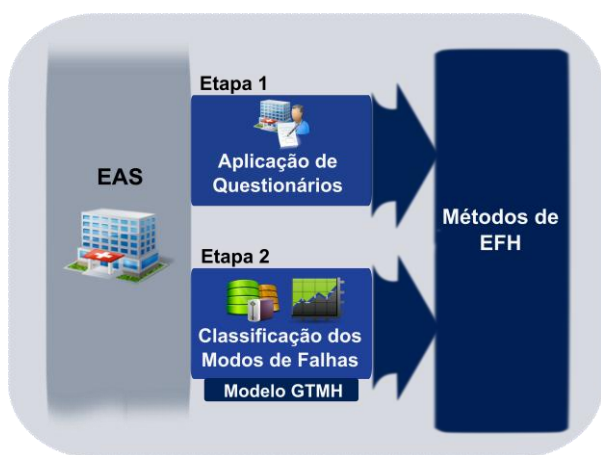 EAS
Etapa 1
Aplicação de
Questionários
Etapa 2
Classificação dos
Modos de Falhas
Modelo GTMH
Métodos de
EFH